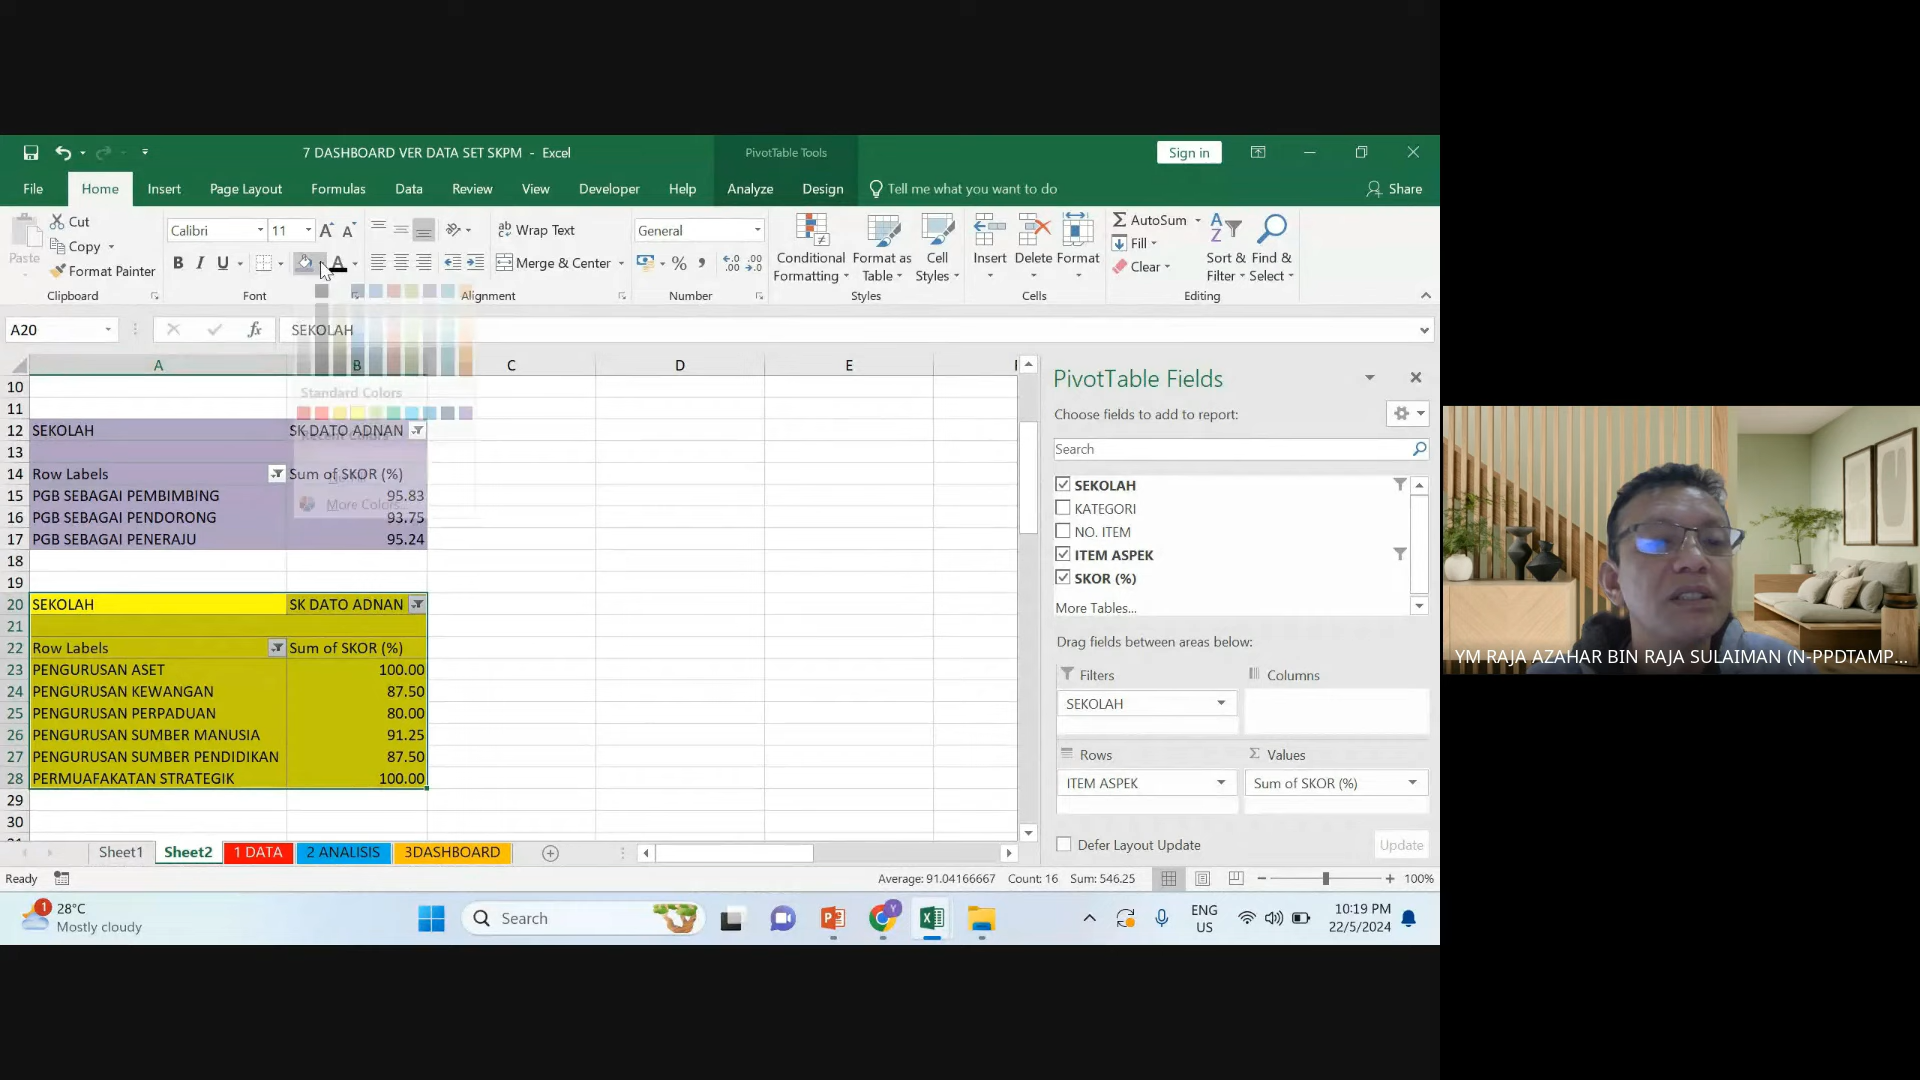 7 DASHBOARD VER DATA SET SKPM - Excel
PivotTable Tools
Sign in
File Home Insert Page Layout Formulas Data Review View Developer Help Analyze Design Tell me what you want to do Share
Paste
Cut
Copy
Format Painter
Clipboard
Calibri 11
B I U
Font
Wrap Text
Merge & Center
Alignment
General
Number
Conditional Formatting
Format as Table
Cell Styles
Styles
Insert Delete Format
Cells
AutoSum
Fill
Clear
Sort & Filter
Find & Select
Editing
A20 fx SEKOLAH
A B C D E
Standard Colors
Recent Colors
More Colors...
10
11
12 SEKOLAH SK DATO ADNAN
13
14 Row Labels Sum of SKOR (%)
15 PGB SEBAGAI PEMBIMBING 95.83
16 PGB SEBAGAI PENDORONG 93.75
17 PGB SEBAGAI PENERAJU 95.24
18
19
20 SEKOLAH SK DATO ADNAN
21
22 Row Labels Sum of SKOR (%)
23 PENGURUSAN ASET 100.00
24 PENGURUSAN KEWANGAN 87.50
25 PENGURUSAN PERPADUAN 80.00
26 PENGURUSAN SUMBER MANUSIA 91.25
27 PENGURUSAN SUMBER PENDIDIKAN 87.50
28 PERMUAFAKATAN STRATEGIK 100.00
29
30
PivotTable Fields
Choose fields to add to report:
Search
SEKOLAH
KATEGORI
NO. ITEM
ITEM ASPEK
SKOR (%)
More Tables...
Drag fields between areas below:
Filters Columns
SEKOLAH
Rows Σ Values
ITEM ASPEK Sum of SKOR (%)
Defer Layout Update Update
Sheet1 Sheet2 1 DATA 2 ANALISIS 3DASHBOARD
Ready Average: 91.04166667 Count: 16 Sum: 546.25 100%
1
28°C
Mostly cloudy
Search
ENG
US
10:19 PM
22/5/2024
YM RAJA AZAHAR BIN RAJA SULAIMAN (N-PPDTAMP...